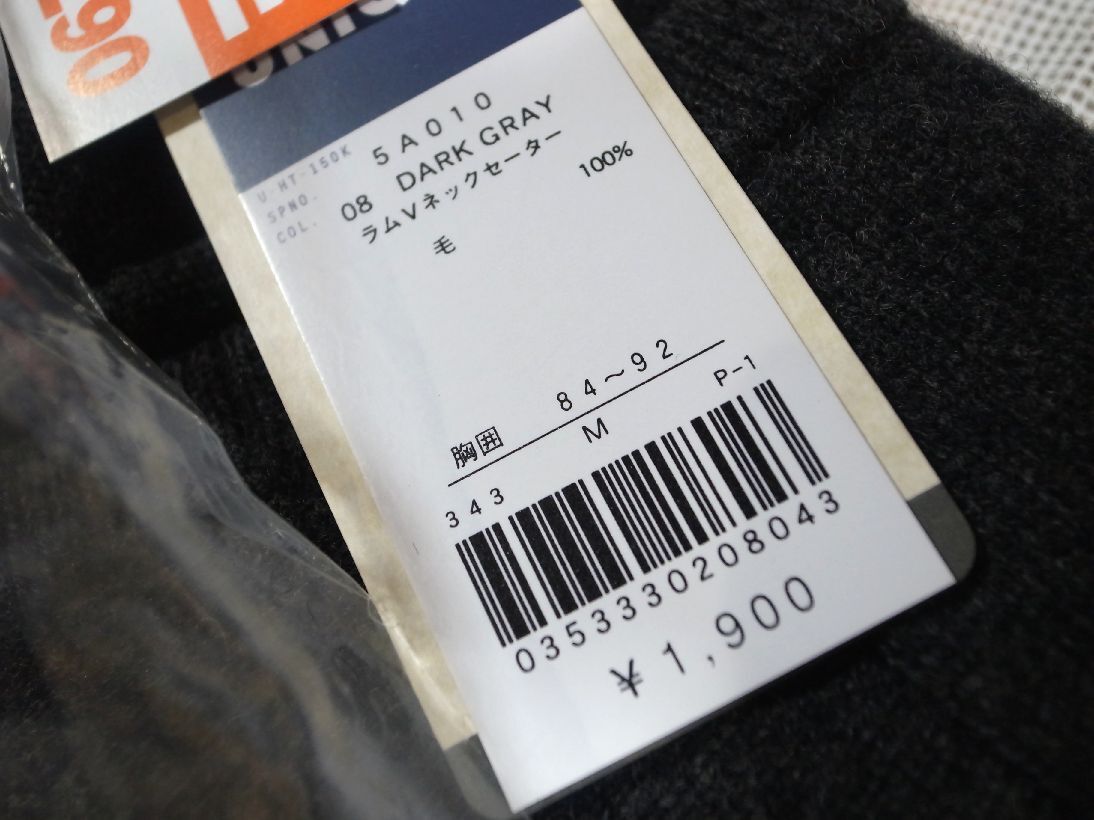 U-HT-150K
SPNO. 5A010
COL. 08 DARK GRAY
ラムVネックセーター
毛 100%
胸囲 84〜92
M P-1
343
0353330208043
¥1,900